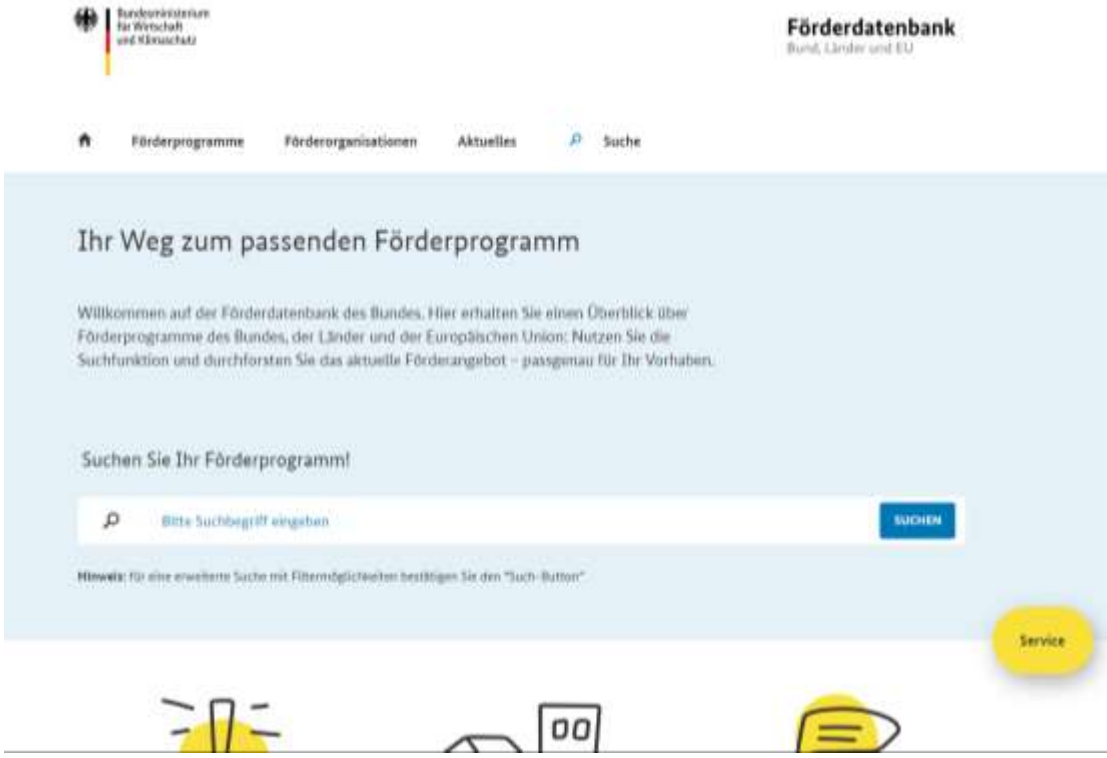 Bundesministerium
für Wirtschaft
und Klimaschutz
Förderdatenbank
Bund, Länder und EU
Förderprogramme
Förderorganisationen
Aktuelles
Suche
Ihr Weg zum passenden Förderprogramm
Willkommen auf der Förderdatenbank des Bundes. Hier erhalten Sie einen Überblick über
Förderprogramme des Bundes, der Länder und der Europäischen Union: Nutzen Sie die
Suchfunktion und durchforsten Sie das aktuelle Förderangebot – passgenau für Ihr Vorhaben.
Suchen Sie Ihr Förderprogramm!
Bitte Suchbegriff eingeben
SUCHEN
Hinweis: für eine erweiterte Suche mit Filtermöglichkeiten bestätigen Sie den "Such-Button"
Service